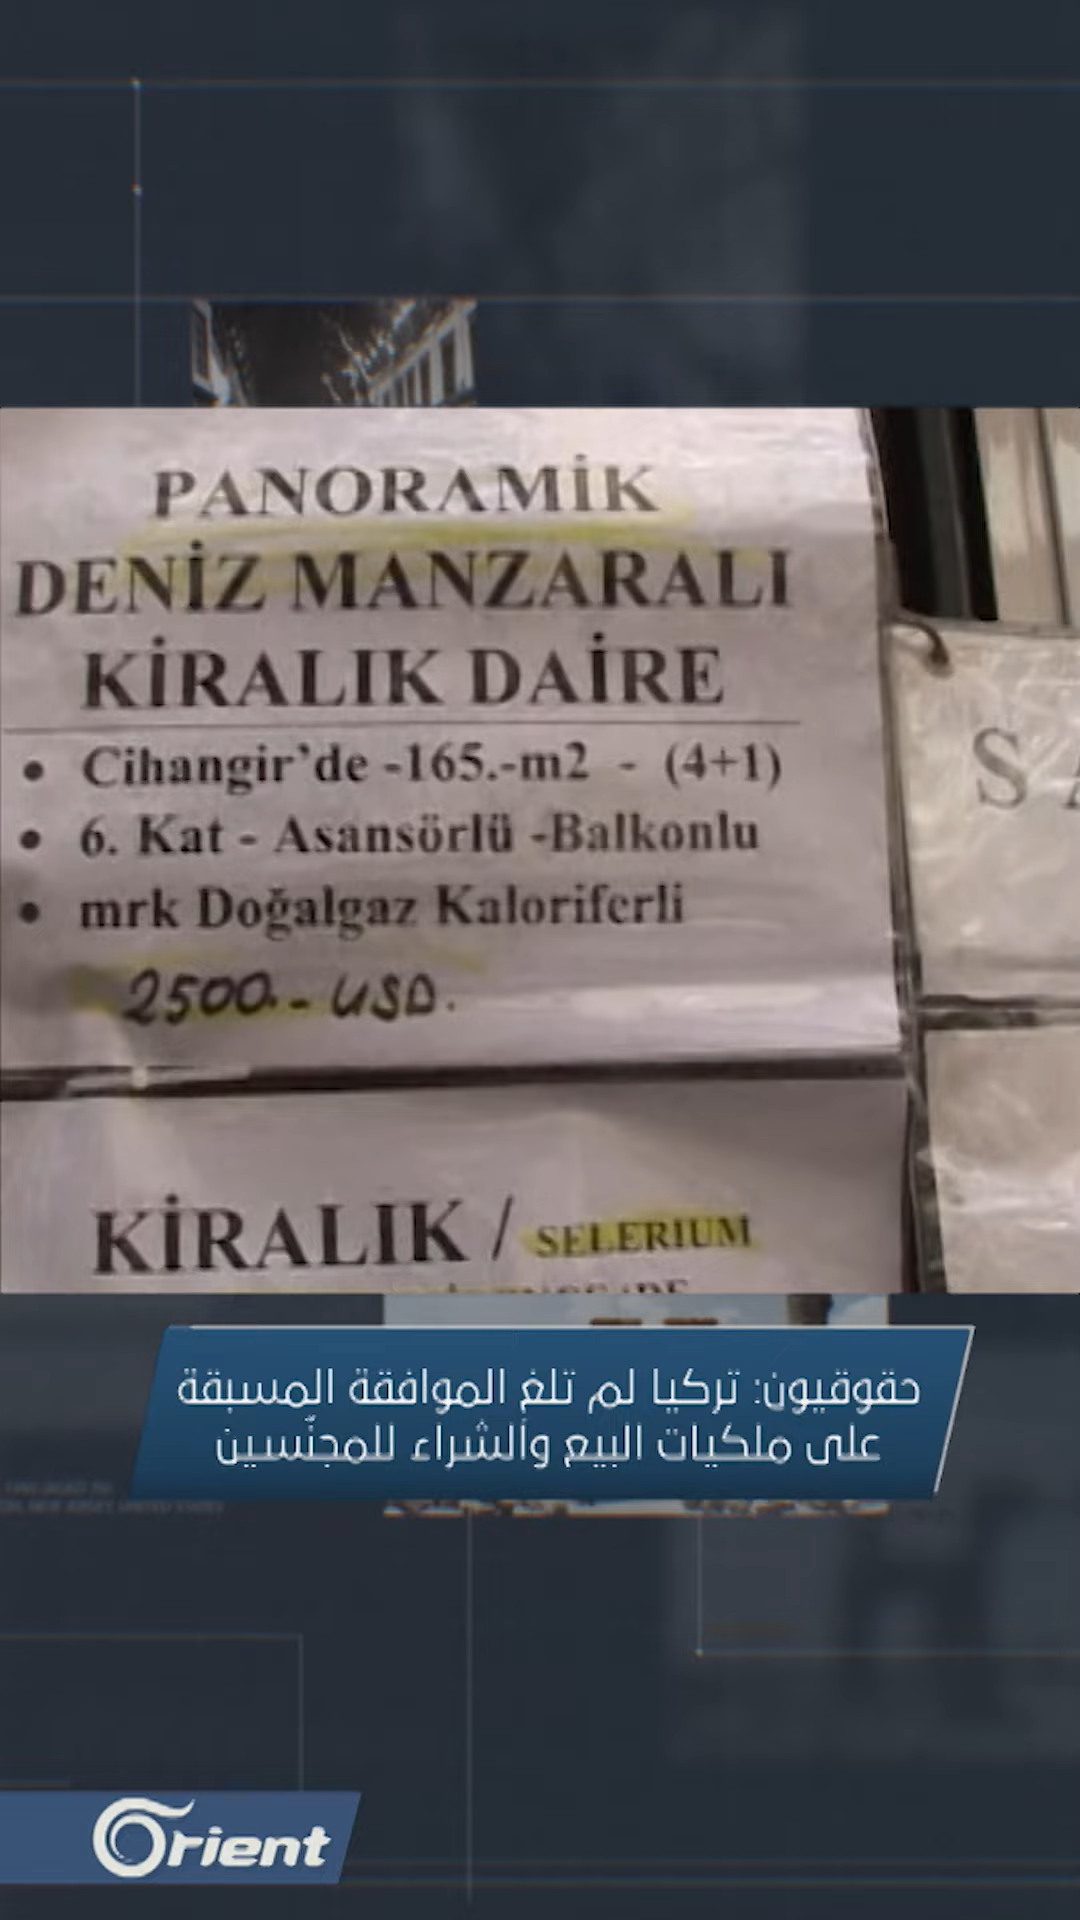 PANORAMİK
DENİZ MANZARALI
KİRALIK DAİRE
• Cihangir'de -165.-m2 - (4+1)
• 6. Kat - Asansörlü -Balkonlu
• mrk Doğalgaz Kaloriferli
2500.- USD.
KİRALIK / SELERIUM
حقوقيون: تركيا لم تلغ الموافقة المسبقة
على ملكيات البيع والشراء للمجنّسين
Orient